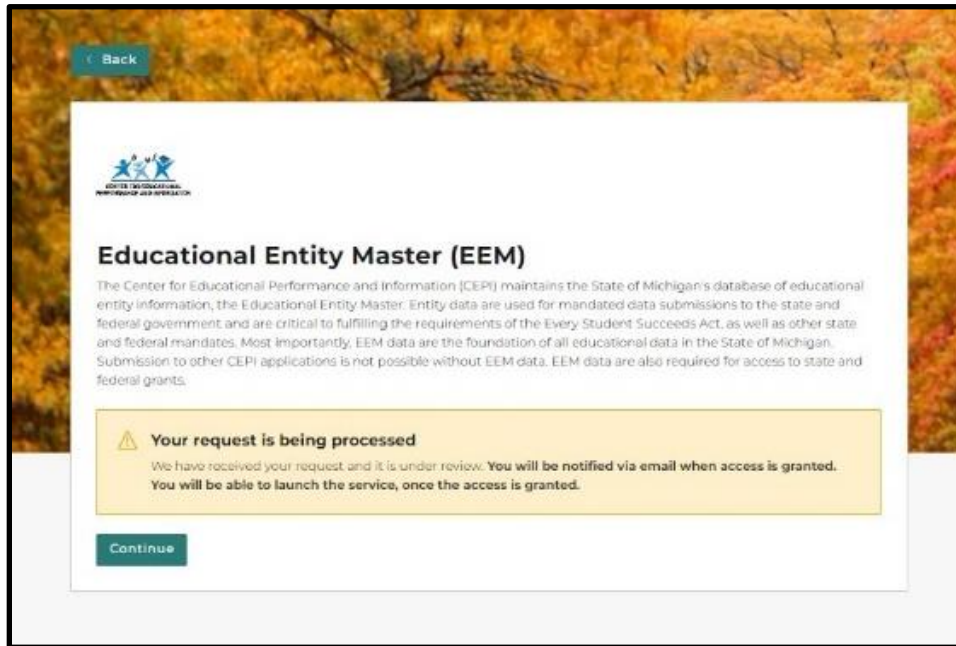 < Back
CENTER FOR EDUCATIONAL
PERFORMANCE AND INFORMATION
Educational Entity Master (EEM)
The Center for Educational Performance and Information (CEPI) maintains the State of Michigan's database of educational
entity information, the Educational Entity Master. Entity data are used for mandated data submissions to the state and
federal government and are critical to fulfilling the requirements of the Every Student Succeeds Act, as well as other state
and federal mandates. Most importantly, EEM data are the foundation of all educational data in the State of Michigan.
Submission to other CEPI applications is not possible without EEM data. EEM data are also required for access to state and
federal grants.
Your request is being processed
We have received your request and it is under review. You will be notified via email when access is granted.
You will be able to launch the service, once the access is granted.
Continue